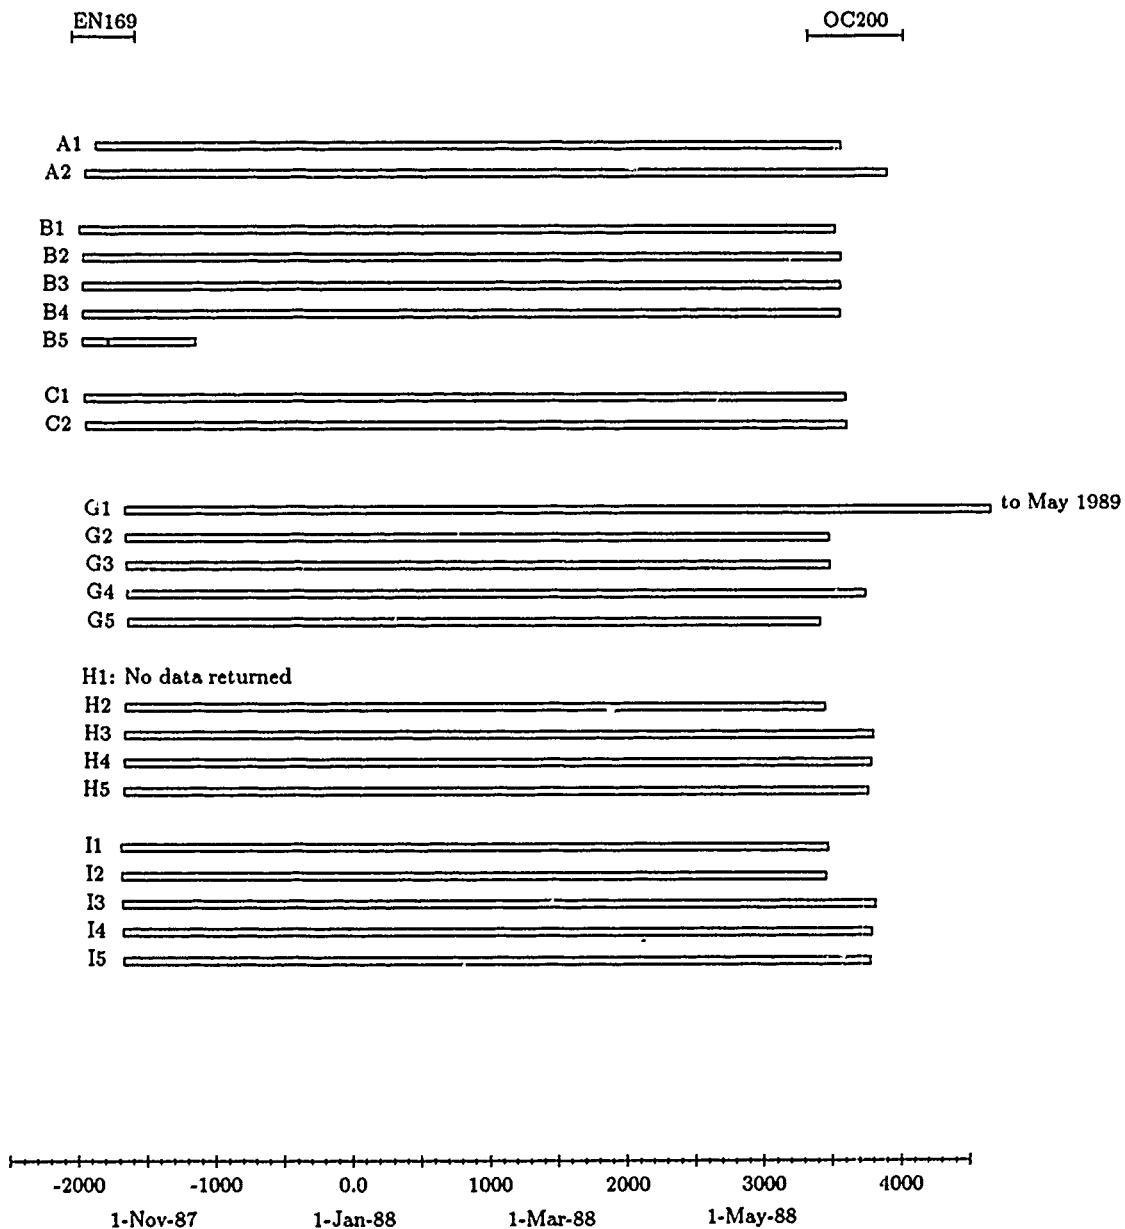 EN169 OC200
A1
A2
B1
B2
B3
B4
B5
C1
C2
G1 to May 1989
G2
G3
G4
G5
H1: No data returned
H2
H3
H4
H5
I1
I2
I3
I4
I5
-2000 -1000 0.0 1000 2000 3000 4000
1-Nov-87 1-Jan-88 1-Mar-88 1-May-88